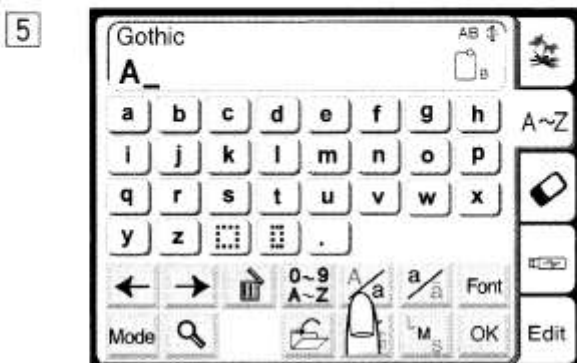 5
Gothic
AB
A_
B
a b c d e f g h
A~Z
i j k l m n o p
q r s t u v w x
y z .
0~9 A~Z
A/a
a/ā
Font
Mode
L M S
OK
Edit